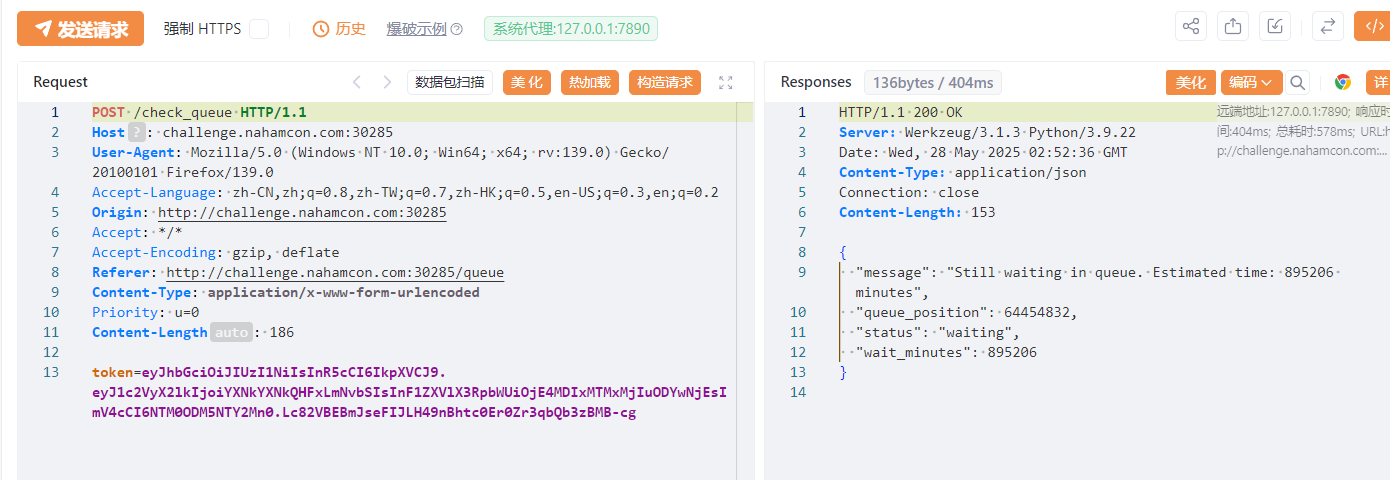 发送请求 强制 HTTPS 历史 爆破示例 系统代理:127.0.0.1:7890
Request 数据包扫描 美化 热加载 构造请求
1 POST /check_queue HTTP/1.1
2 Host ? : challenge.nahamcon.com:30285
3 User-Agent: Mozilla/5.0 (Windows NT 10.0; Win64; x64; rv:139.0) Gecko/
20100101 Firefox/139.0
4 Accept-Language: zh-CN,zh;q=0.8,zh-TW;q=0.7,zh-HK;q=0.5,en-US;q=0.3,en;q=0.2
5 Origin: http://challenge.nahamcon.com:30285
6 Accept: */*
7 Accept-Encoding: gzip, deflate
8 Referer: http://challenge.nahamcon.com:30285/queue
9 Content-Type: application/x-www-form-urlencoded
10 Priority: u=0
11 Content-Length auto : 186
12
13 token=eyJhbGciOiJIUzI1NiIsInR5cCI6IkpXVCJ9.
eyJ1c2VyX2lkIjoiYXNkYXNkQHFxLmNvbSIsInF1ZXVlX3RpbWUiOjE4MDIxMTMxMjIuODYwNjEsI
mV4cCI6NTM0ODM5NTY2Mn0.Lc82VBEBmJseFIJLH49nBhtc0Er0Zr3qbQb3zBMB-cg
Responses 136bytes / 404ms 美化 编码 详
1 HTTP/1.1 200 OK
2 Server: Werkzeug/3.1.3 Python/3.9.22
3 Date: Wed, 28 May 2025 02:52:36 GMT
4 Content-Type: application/json
5 Connection: close
6 Content-Length: 153
7
8 {
9 "message": "Still waiting in queue. Estimated time: 895206
minutes",
10 "queue_position": 64454832,
11 "status": "waiting",
12 "wait_minutes": 895206
13 }
14
远端地址:127.0.0.1:7890; 响应时
间:404ms; 总耗时:578ms; URL:h
p://challenge.nahamcon.com:...